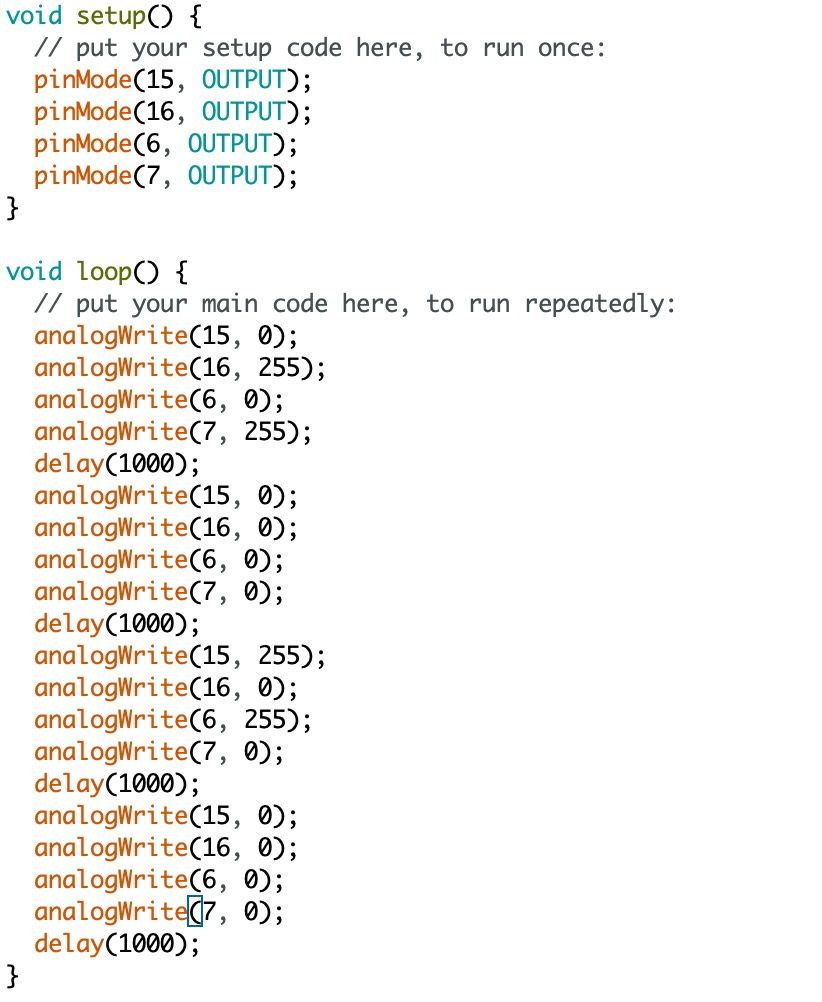 void setup() {
  // put your setup code here, to run once:
  pinMode(15, OUTPUT);
  pinMode(16, OUTPUT);
  pinMode(6, OUTPUT);
  pinMode(7, OUTPUT);
}

void loop() {
  // put your main code here, to run repeatedly:
  analogWrite(15, 0);
  analogWrite(16, 255);
  analogWrite(6, 0);
  analogWrite(7, 255);
  delay(1000);
  analogWrite(15, 0);
  analogWrite(16, 0);
  analogWrite(6, 0);
  analogWrite(7, 0);
  delay(1000);
  analogWrite(15, 255);
  analogWrite(16, 0);
  analogWrite(6, 255);
  analogWrite(7, 0);
  delay(1000);
  analogWrite(15, 0);
  analogWrite(16, 0);
  analogWrite(6, 0);
  analogWrite(7, 0);
  delay(1000);
}